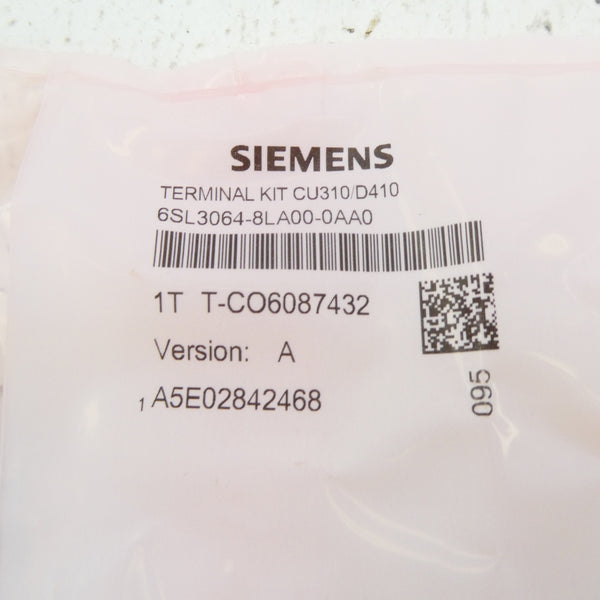 SIEMENS
TERMINAL KIT CU310/D410
6SL3064-8LA00-0AA0
1T T-CO6087432
Version: A
1 A5E02842468
095